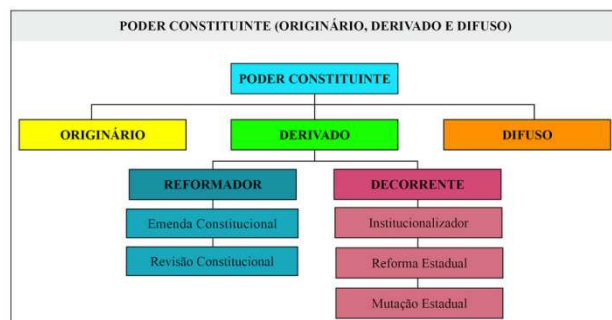 PODER CONSTITUINTE (ORIGINÁRIO, DERIVADO E DIFUSO)
PODER CONSTITUINTE
ORIGINÁRIO
DERIVADO
DIFUSO
REFORMADOR
DECORRENTE
Emenda Constitucional
Institucionalizador
Revisão Constitucional
Reforma Estadual
Mutação Estadual